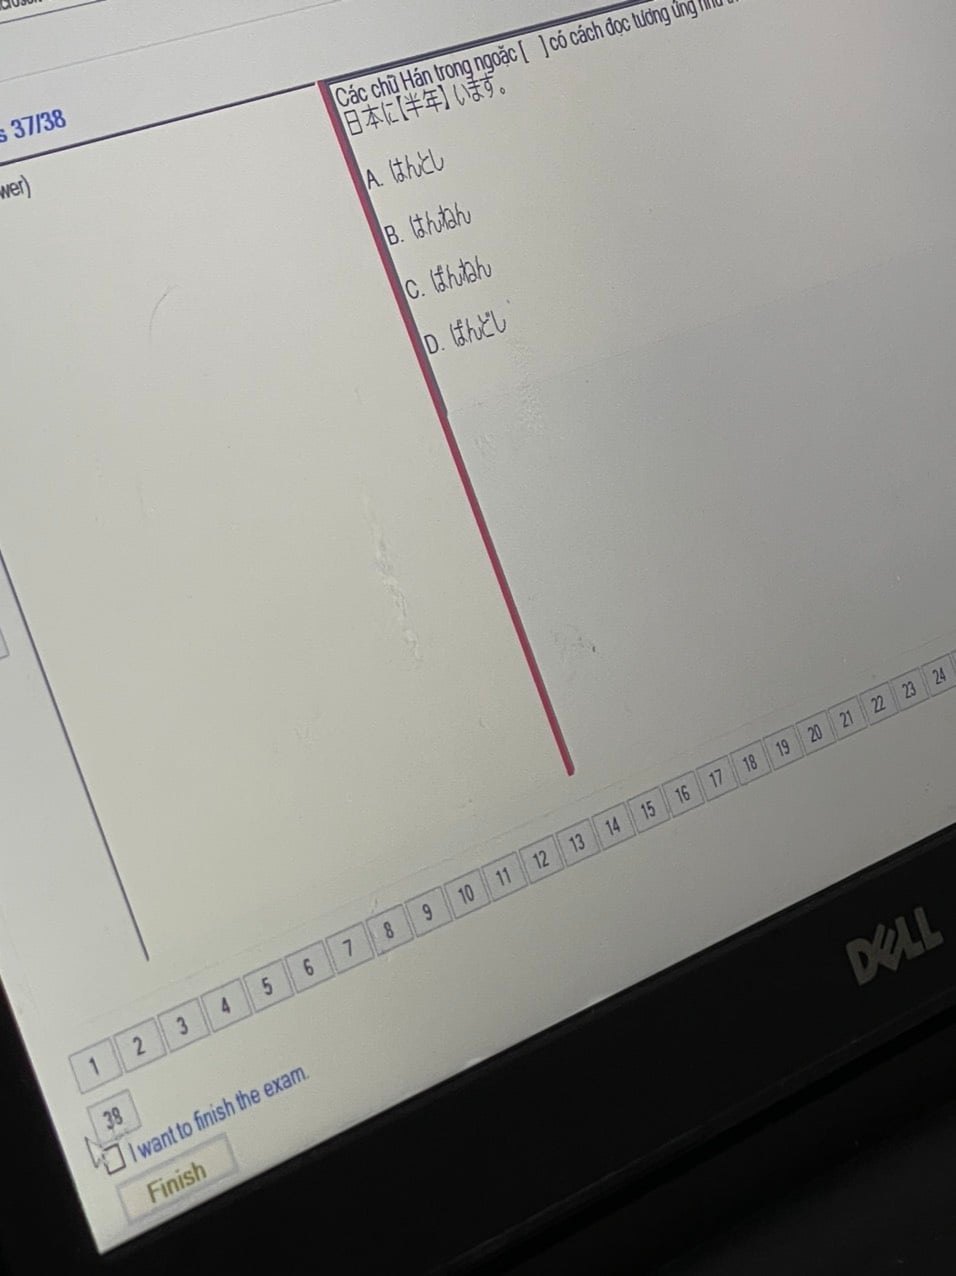 37/38
Các chữ Hán trong ngoặc [ ] có cách đọc tương ứng
日本に【半年】います。
A. はんとし
B. はんねん
C. ばんねん
D. ばんどし
1 2 3 4 5 6 7 8 9 10 11 12 13 14 15 16 17 18 19 20 21 22 23 24
38
I want to finish the exam.
Finish
DELL